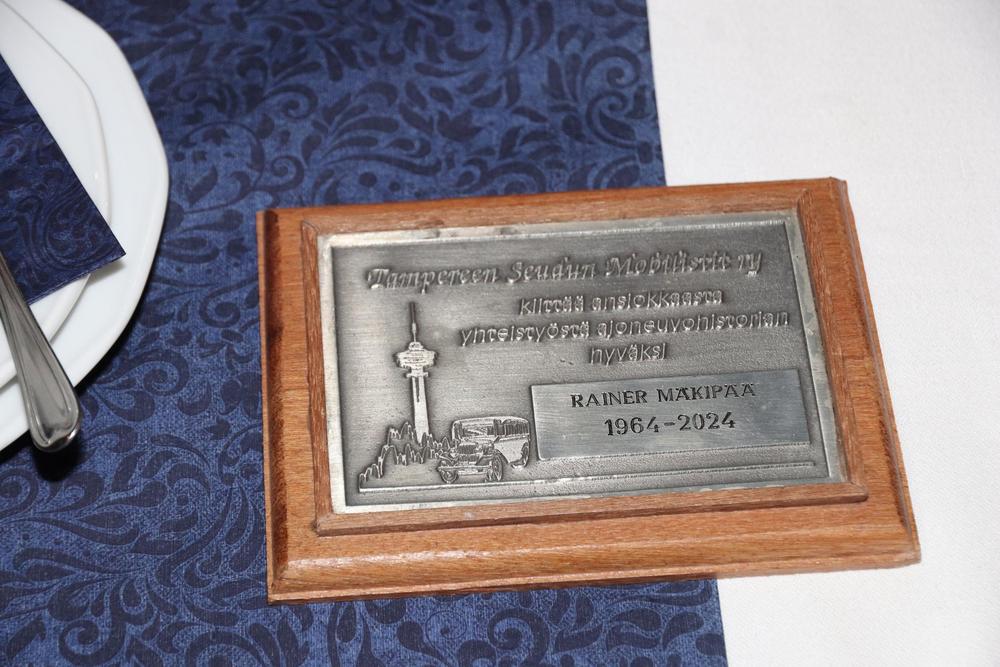 Tampereen Seudun Mobilistit ry
kiittää ansiokkaasta
yhteistyöstä ajoneuvohistorian
hyväksi
RAINER MÄKIPÄÄ
1964-2024